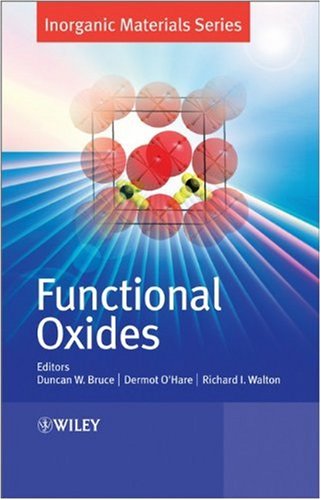 Inorganic Materials Series
Functional
Oxides
Editors
Duncan W. Bruce | Dermot O'Hare | Richard I. Walton
WILEY